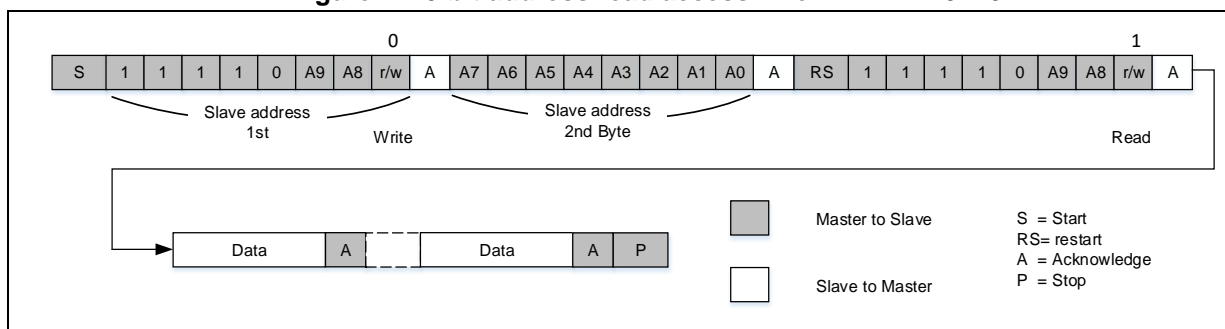 0 1
S 1 1 1 1 0 A9 A8 r/w A A7 A6 A5 A4 A3 A2 A1 A0 A RS 1 1 1 1 0 A9 A8 r/w A
Slave address
1st
Write
Slave address
2nd Byte
Read
Data A Data A P
Master to Slave
Slave to Master
S = Start
RS= restart
A = Acknowledge
P = Stop